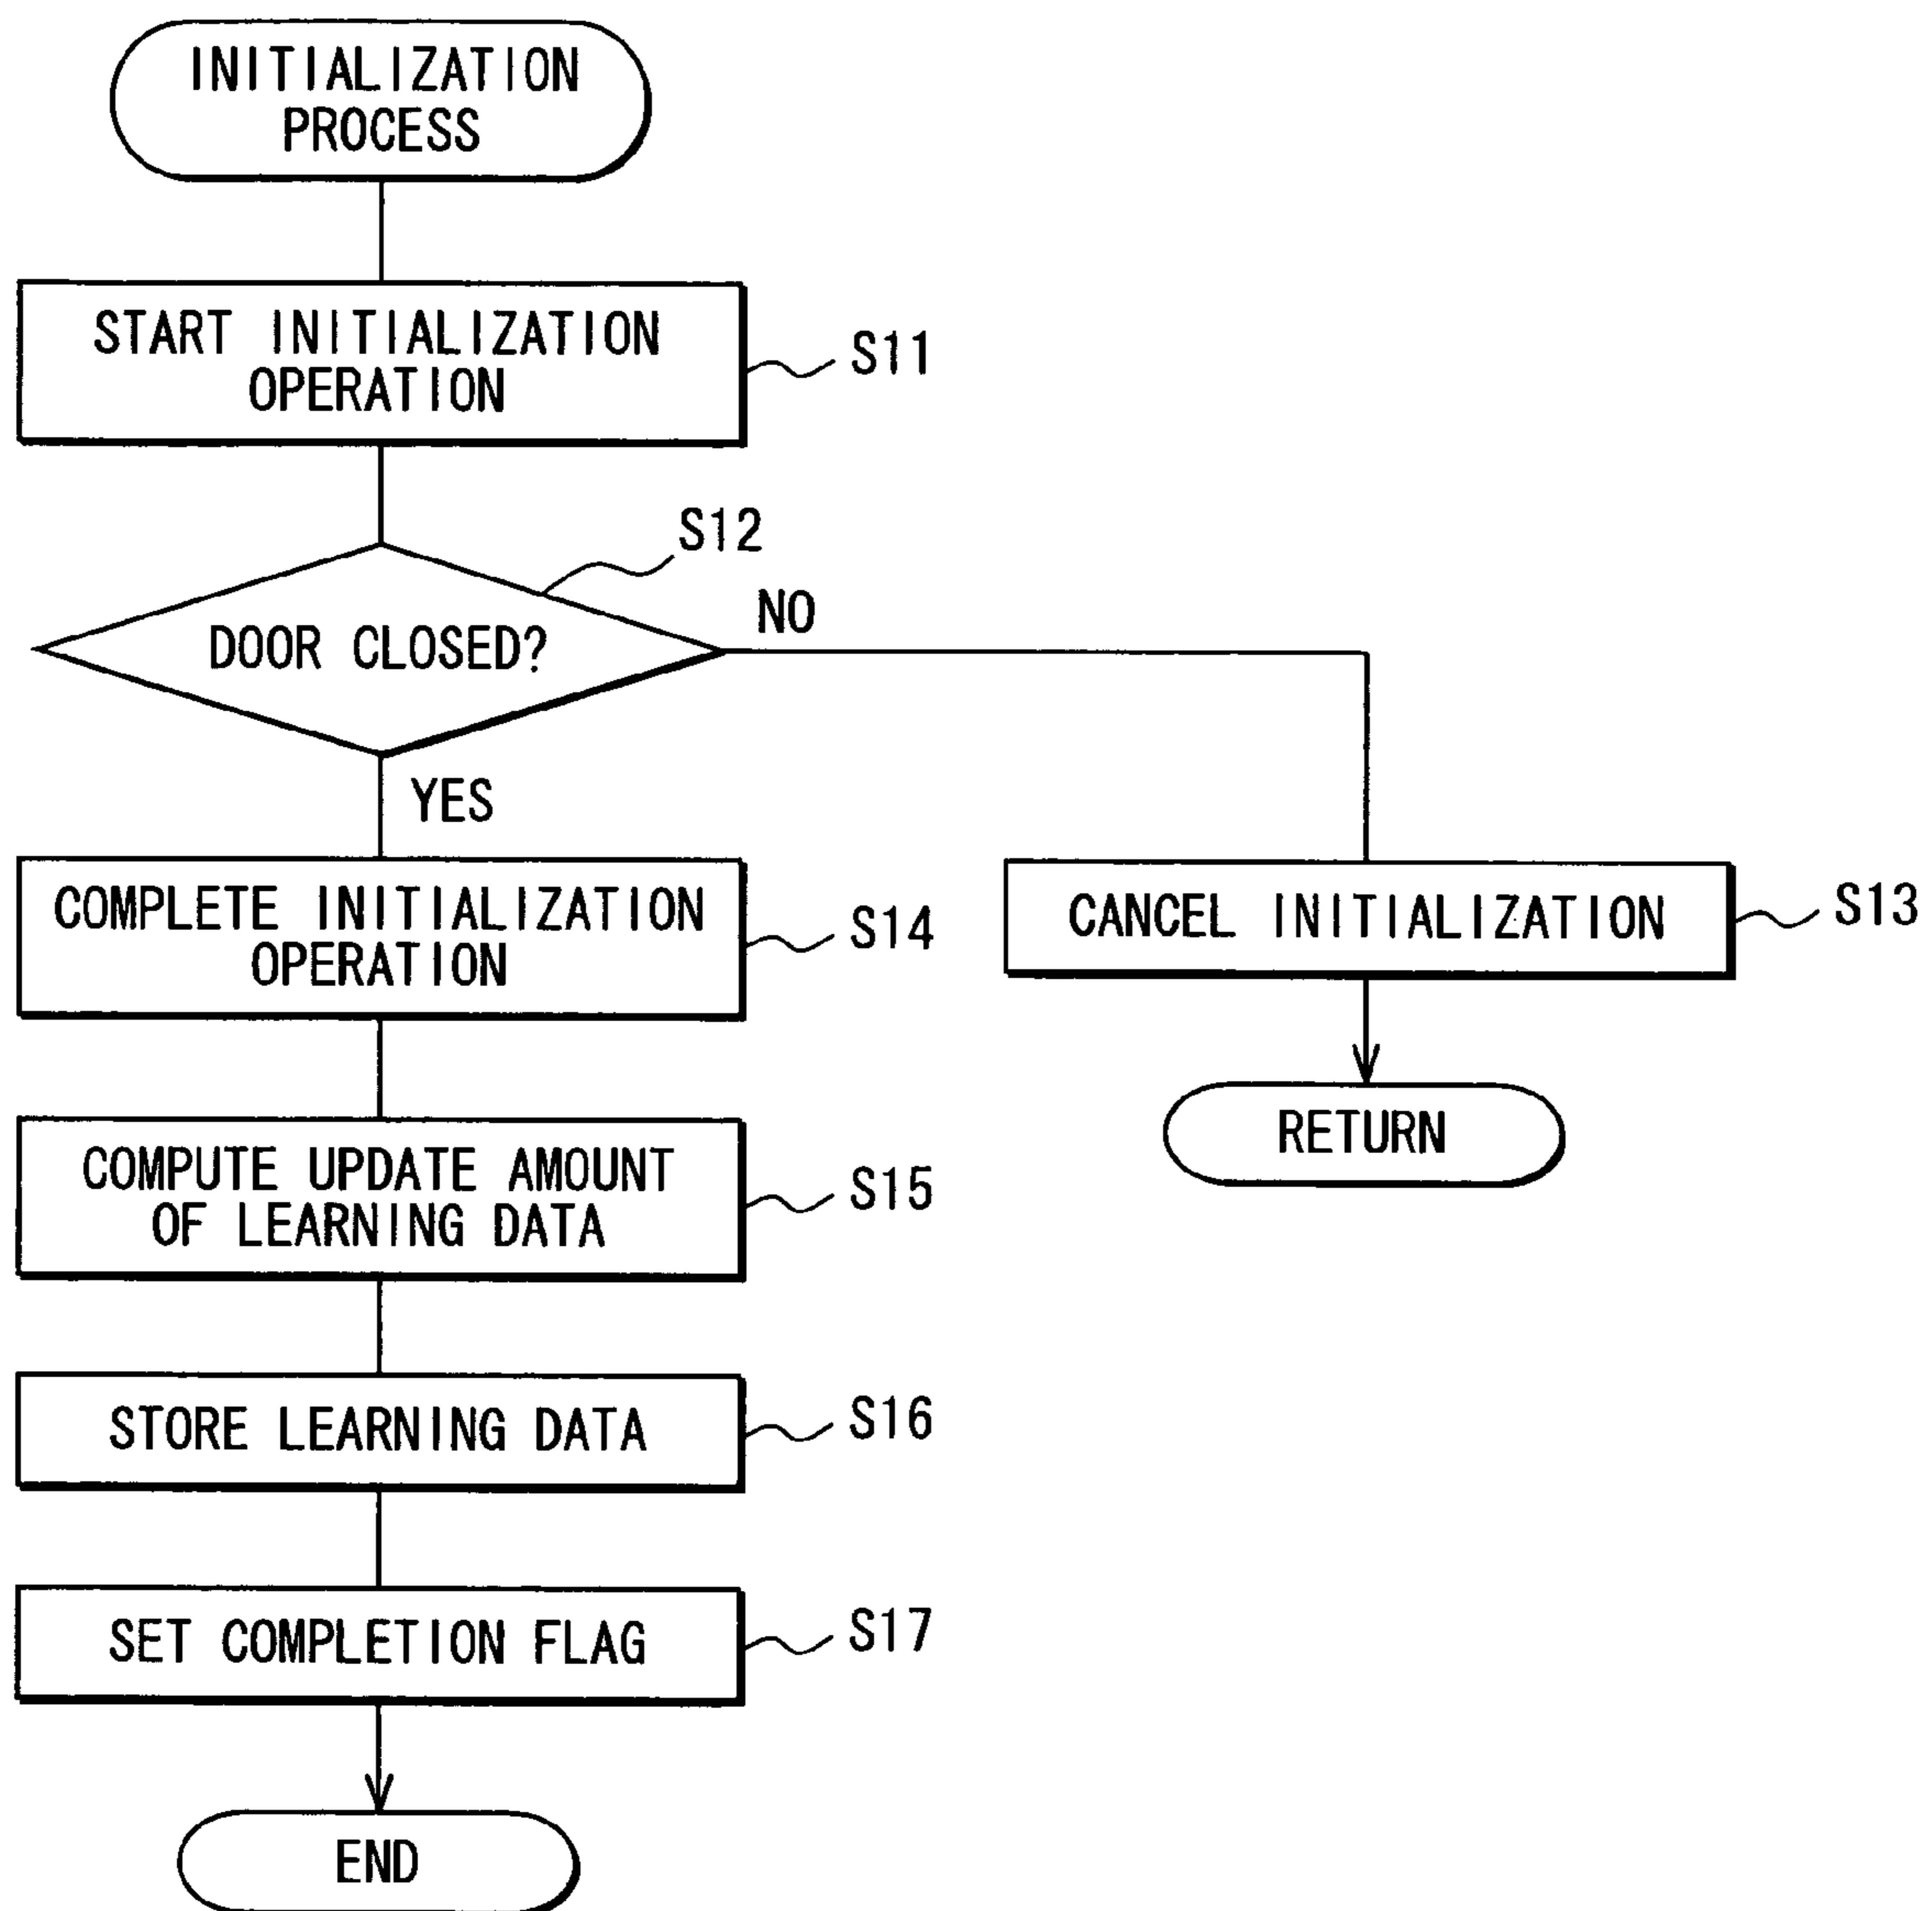 INITIALIZATION
PROCESS
START INITIALIZATION
OPERATION
S11
S12
DOOR CLOSED?
NO
YES
COMPLETE INITIALIZATION
OPERATION
S14
CANCEL INITIALIZATION
S13
RETURN
COMPUTE UPDATE AMOUNT
OF LEARNING DATA
S15
STORE LEARNING DATA
S16
SET COMPLETION FLAG
S17
END